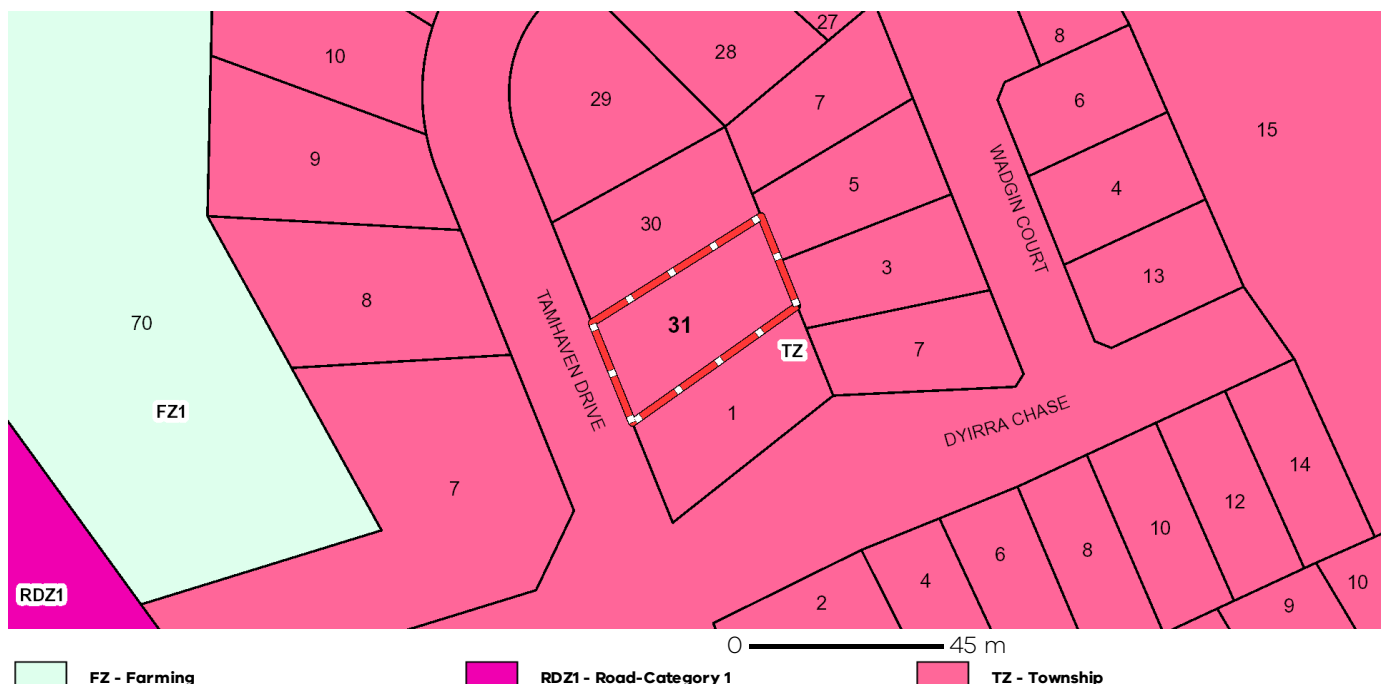 27
8
10
28
29
7
6
15
9
5
WADGIN COURT
4
30
3
13
8
70
TAMHAVEN DRIVE
31
TZ
7
FZ1
1
DYIRRA CHASE
14
7
12
10
8
6
4
2
10
9
RDZ1
0 45 m
FZ - Farming
RDZ1 - Road-Category 1
TZ - Township